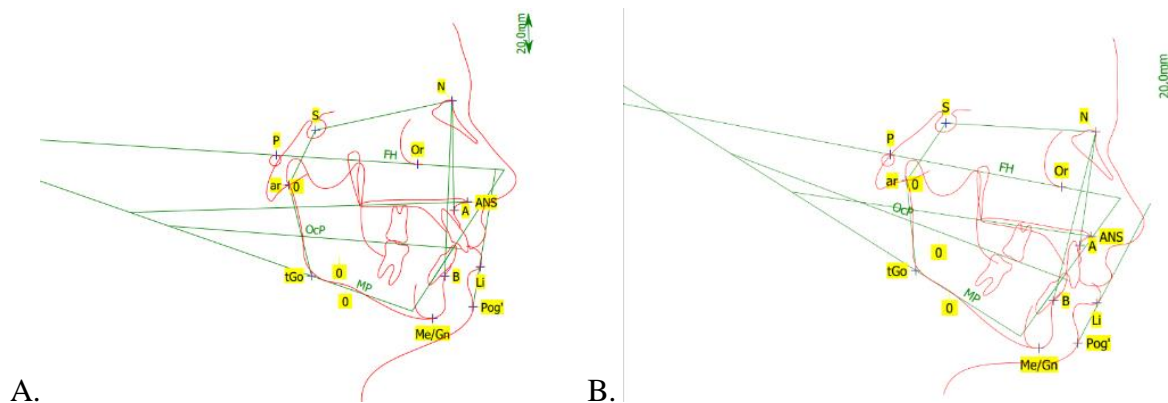 20.0mm
N
S
P
FH
Or
ar
0
A
ANS
OcP
tGo
0
0
MP
B
Li
Pog'
Me/Gn
A.
20.0mm
S
N
P
FH
Or
ar
0
OcP
ANS
A
0
tGo
MP
B
0
Li
Pog'
Me/Gn
B.